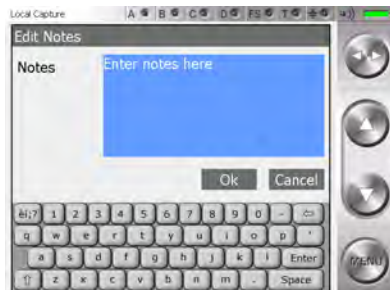 Local Capture A B C D FS T
Edit Notes
Notes Enter notes here
Ok Cancel
èi;? 1 2 3 4 5 6 7 8 9 0 -
q w e r t y u i o p '
a s d f g h j k l Enter
z x c v b n m . Space
MENU